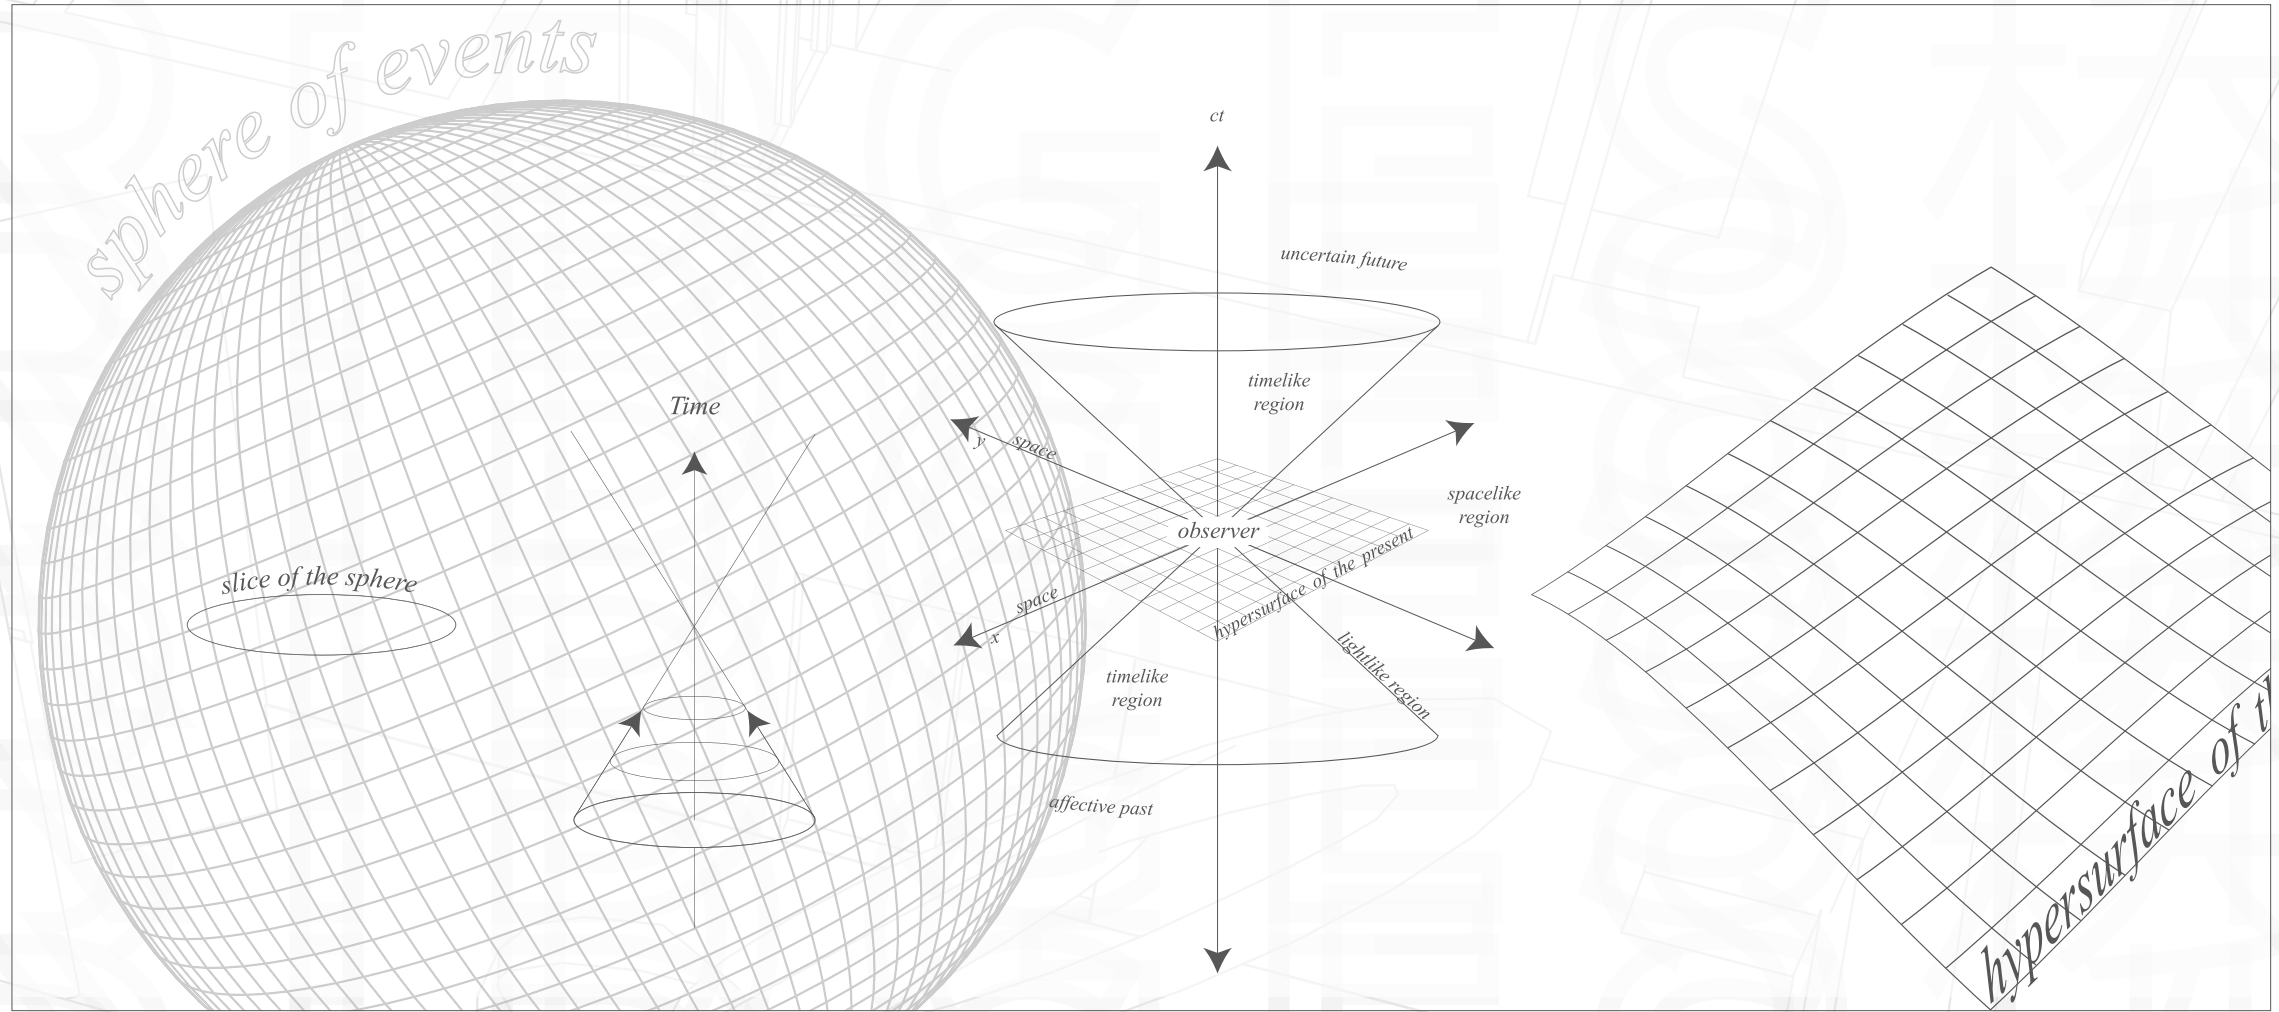 sphere of events
Time
slice of the sphere
ct
uncertain future
timelike
region
y
space
spacelike
region
observer
hypersurface of the present
space
x
lightlike region
timelike
region
affective past
hypersurface of